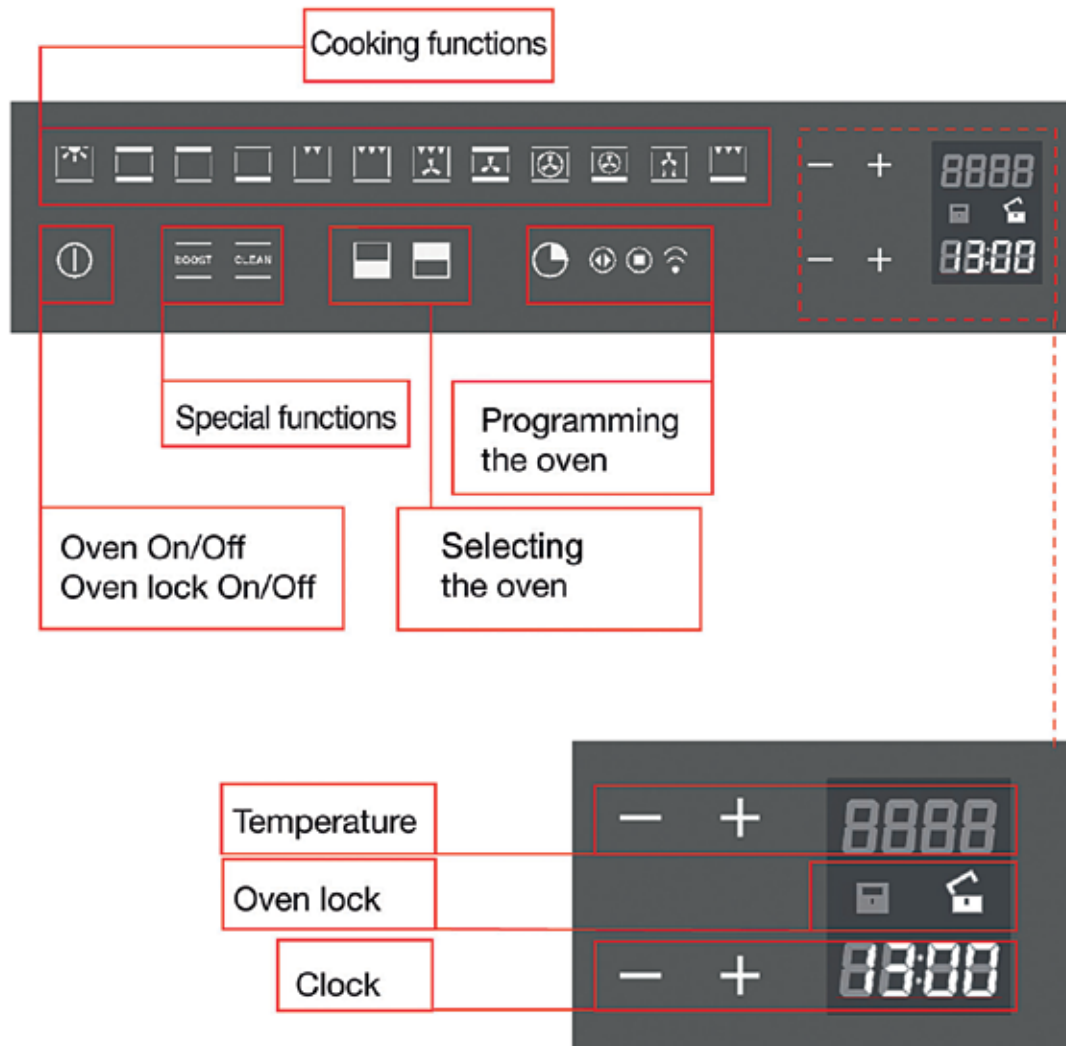 Cooking functions
8888
BOOST CLEAN
13:00
Special functions
Programming
the oven
Oven On/Off
Oven lock On/Off
Selecting
the oven
Temperature
8888
Oven lock
Clock
13:00